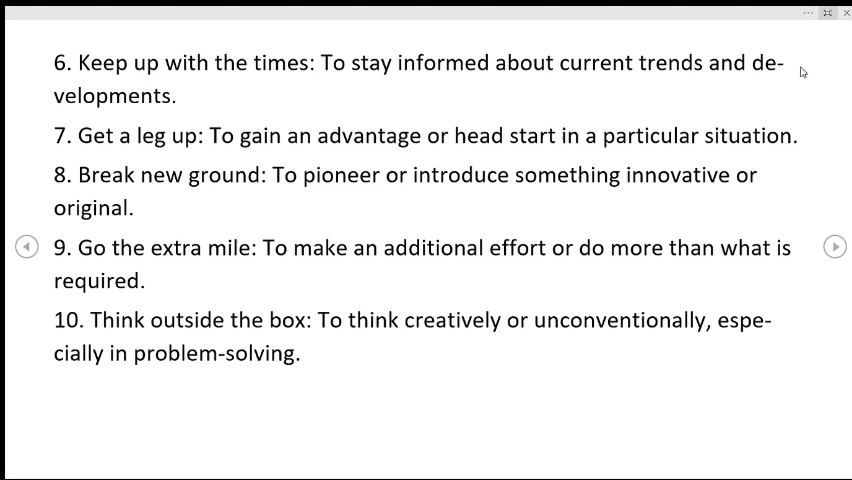 6. Keep up with the times: To stay informed about current trends and de-
velopments.
7. Get a leg up: To gain an advantage or head start in a particular situation.
8. Break new ground: To pioneer or introduce something innovative or
original.
9. Go the extra mile: To make an additional effort or do more than what is
required.
10. Think outside the box: To think creatively or unconventionally, espe-
cially in problem-solving.